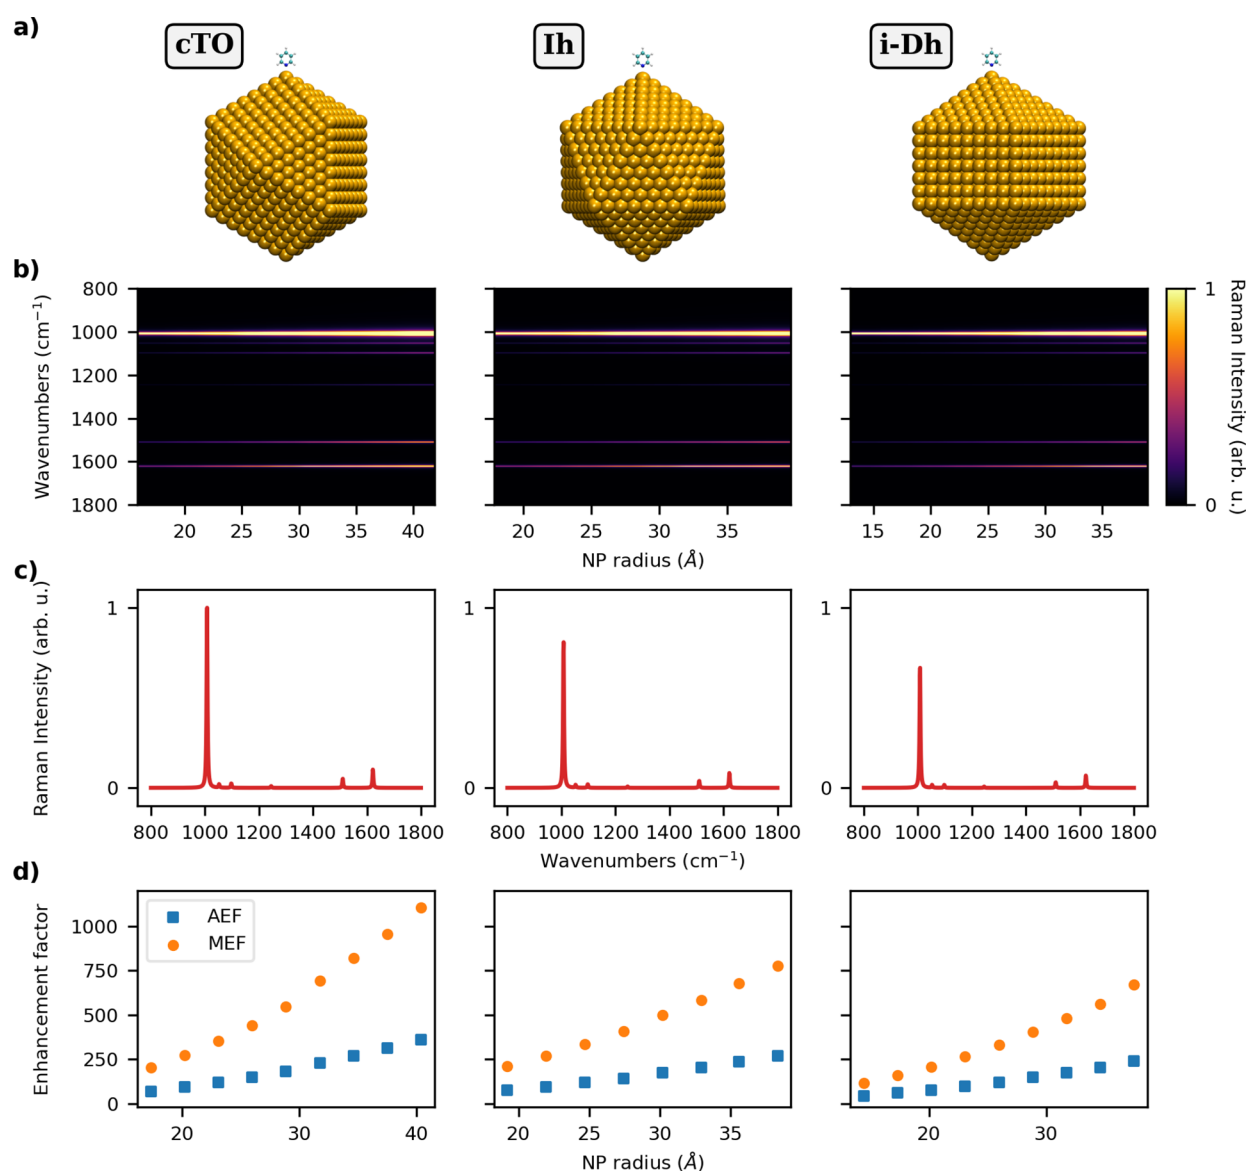 a)
cTO
Ih
i-Dh
b)
Wavenumbers (cm⁻¹)
800
1000
1200
1400
1600
1800
20 25 30 35 40
20 25 30 35
15 20 25 30 35
NP radius (Å)
1
0
Raman Intensity (arb. u.)
c)
Raman Intensity (arb. u.)
1
0
1
0
1
0
800 1000 1200 1400 1600 1800
800 1000 1200 1400 1600 1800
800 1000 1200 1400 1600 1800
Wavenumbers (cm⁻¹)
d)
Enhancement factor
AEF
MEF
1000
750
500
250
0
20 30 40
20 25 30 35
20 30
NP radius (Å)